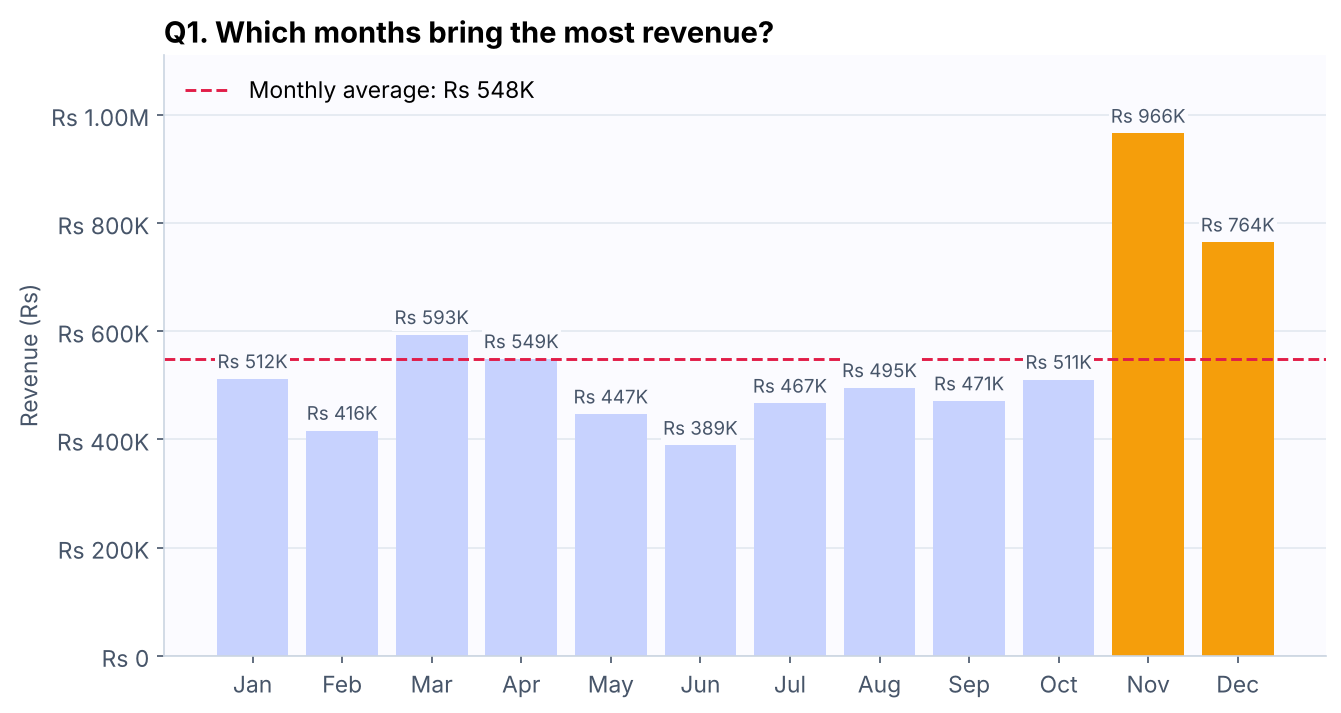 Q1. Which months bring the most revenue?
Monthly average: Rs 548K
Revenue (Rs)
Rs 1.00M
Rs 800K
Rs 600K
Rs 400K
Rs 200K
Rs 0
Rs 512K
Rs 416K
Rs 593K
Rs 549K
Rs 447K
Rs 389K
Rs 467K
Rs 495K
Rs 471K
Rs 511K
Rs 966K
Rs 764K
Jan Feb Mar Apr May Jun Jul Aug Sep Oct Nov Dec